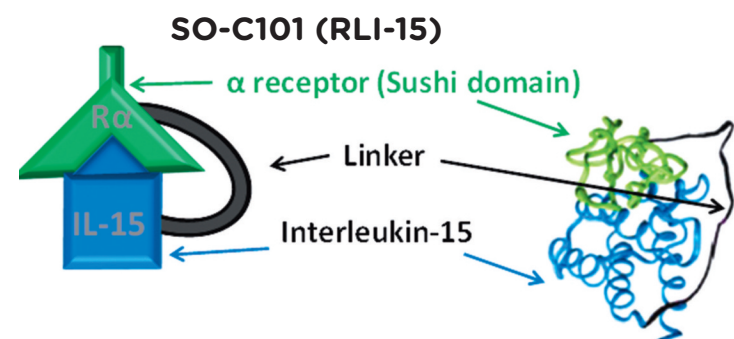 SO-C101 (RLI-15)
α receptor (Sushi domain)
Rα
Linker
IL-15
Interleukin-15